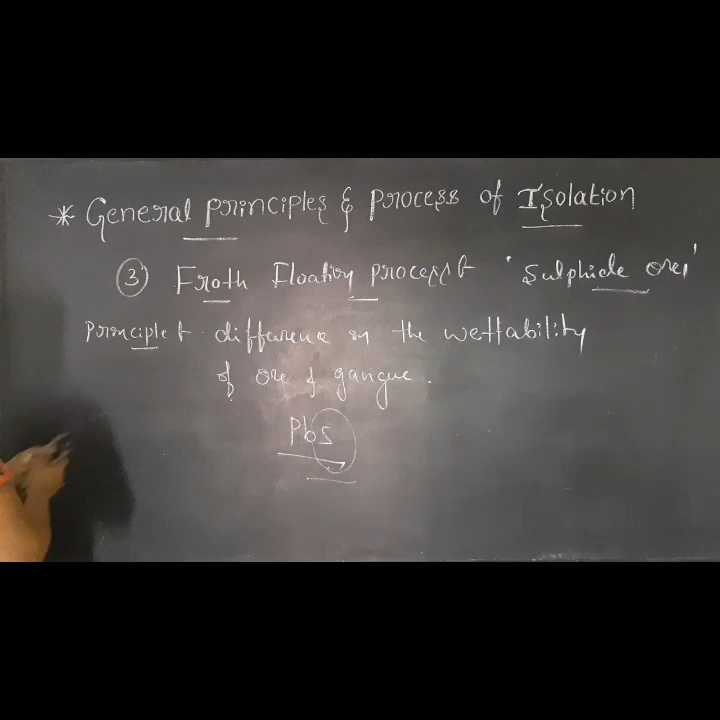 * General principles & process of Isolation
③ Froth Floation process :- 'Sulphide ores'
Principle :- difference in the wettability
of ore & gangue.
PbS